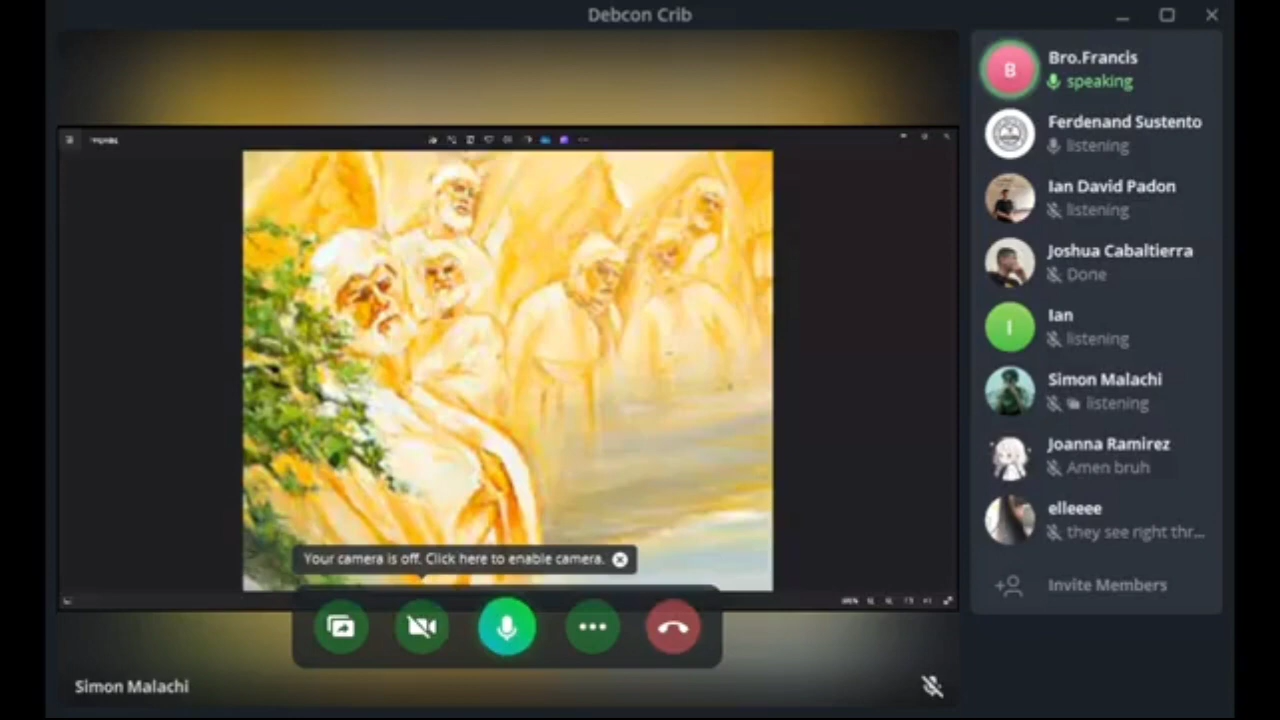 Debcon Crib
B
Bro.Francis
speaking
Ferdenand Sustento
listening
Ian David Padon
listening
Joshua Cabaltierra
Done
I
Ian
listening
Simon Malachi
listening
Joanna Ramirez
Amen bruh
elleeee
they see right thr...
Invite Members
Your camera is off. Click here to enable camera.
Simon Malachi